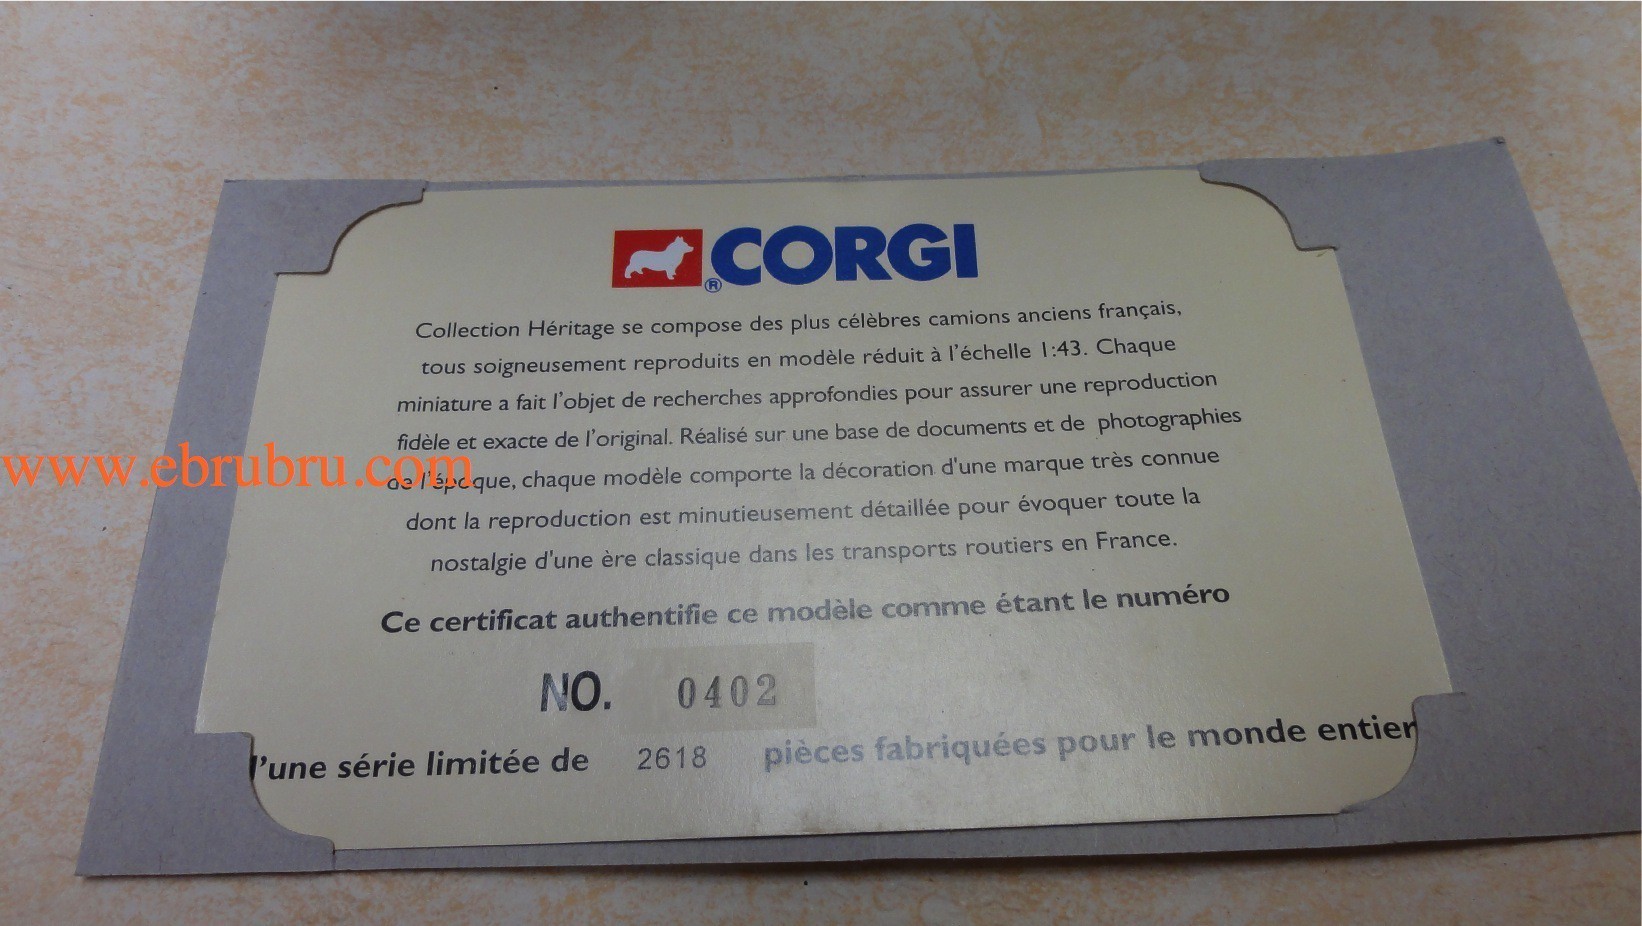 ®CORGI
Collection Héritage se compose des plus célèbres camions anciens français,
tous soigneusement reproduits en modèle réduit à l'échelle 1:43. Chaque
miniature a fait l'objet de recherches approfondies pour assurer une reproduction
fidèle et exacte de l'original. Réalisé sur une base de documents et de photographies
www.ebrubru.com
de l'époque, chaque modèle comporte la décoration d'une marque très connue
dont la reproduction est minutieusement détaillée pour évoquer toute la
nostalgie d'une ère classique dans les transports routiers en France.
Ce certificat authentifie ce modèle comme étant le numéro
NO. 0402
l'une série limitée de 2618 pièces fabriquées pour le monde entier